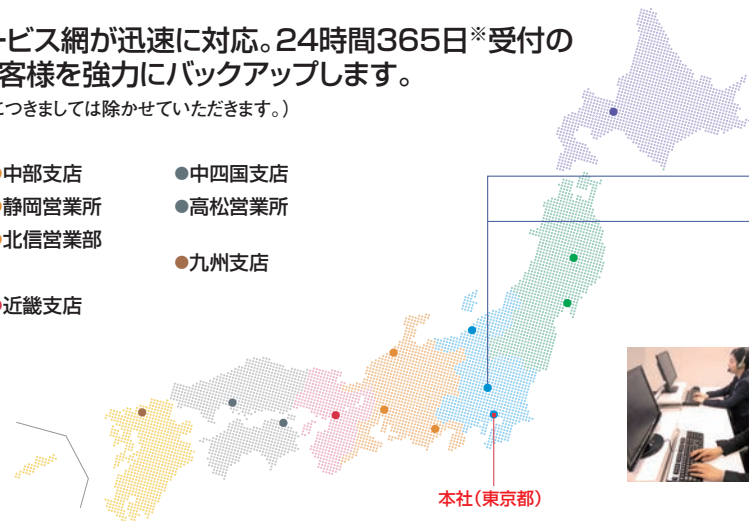 ービス網が迅速に対応。24時間365日※受付の
客様を強力にバックアップします。
につきましては除かせていただきます。)
●中部支店
●静岡営業所
●北信営業部
●近畿支店
●中四国支店
●高松営業所
●九州支店
本社(東京都)